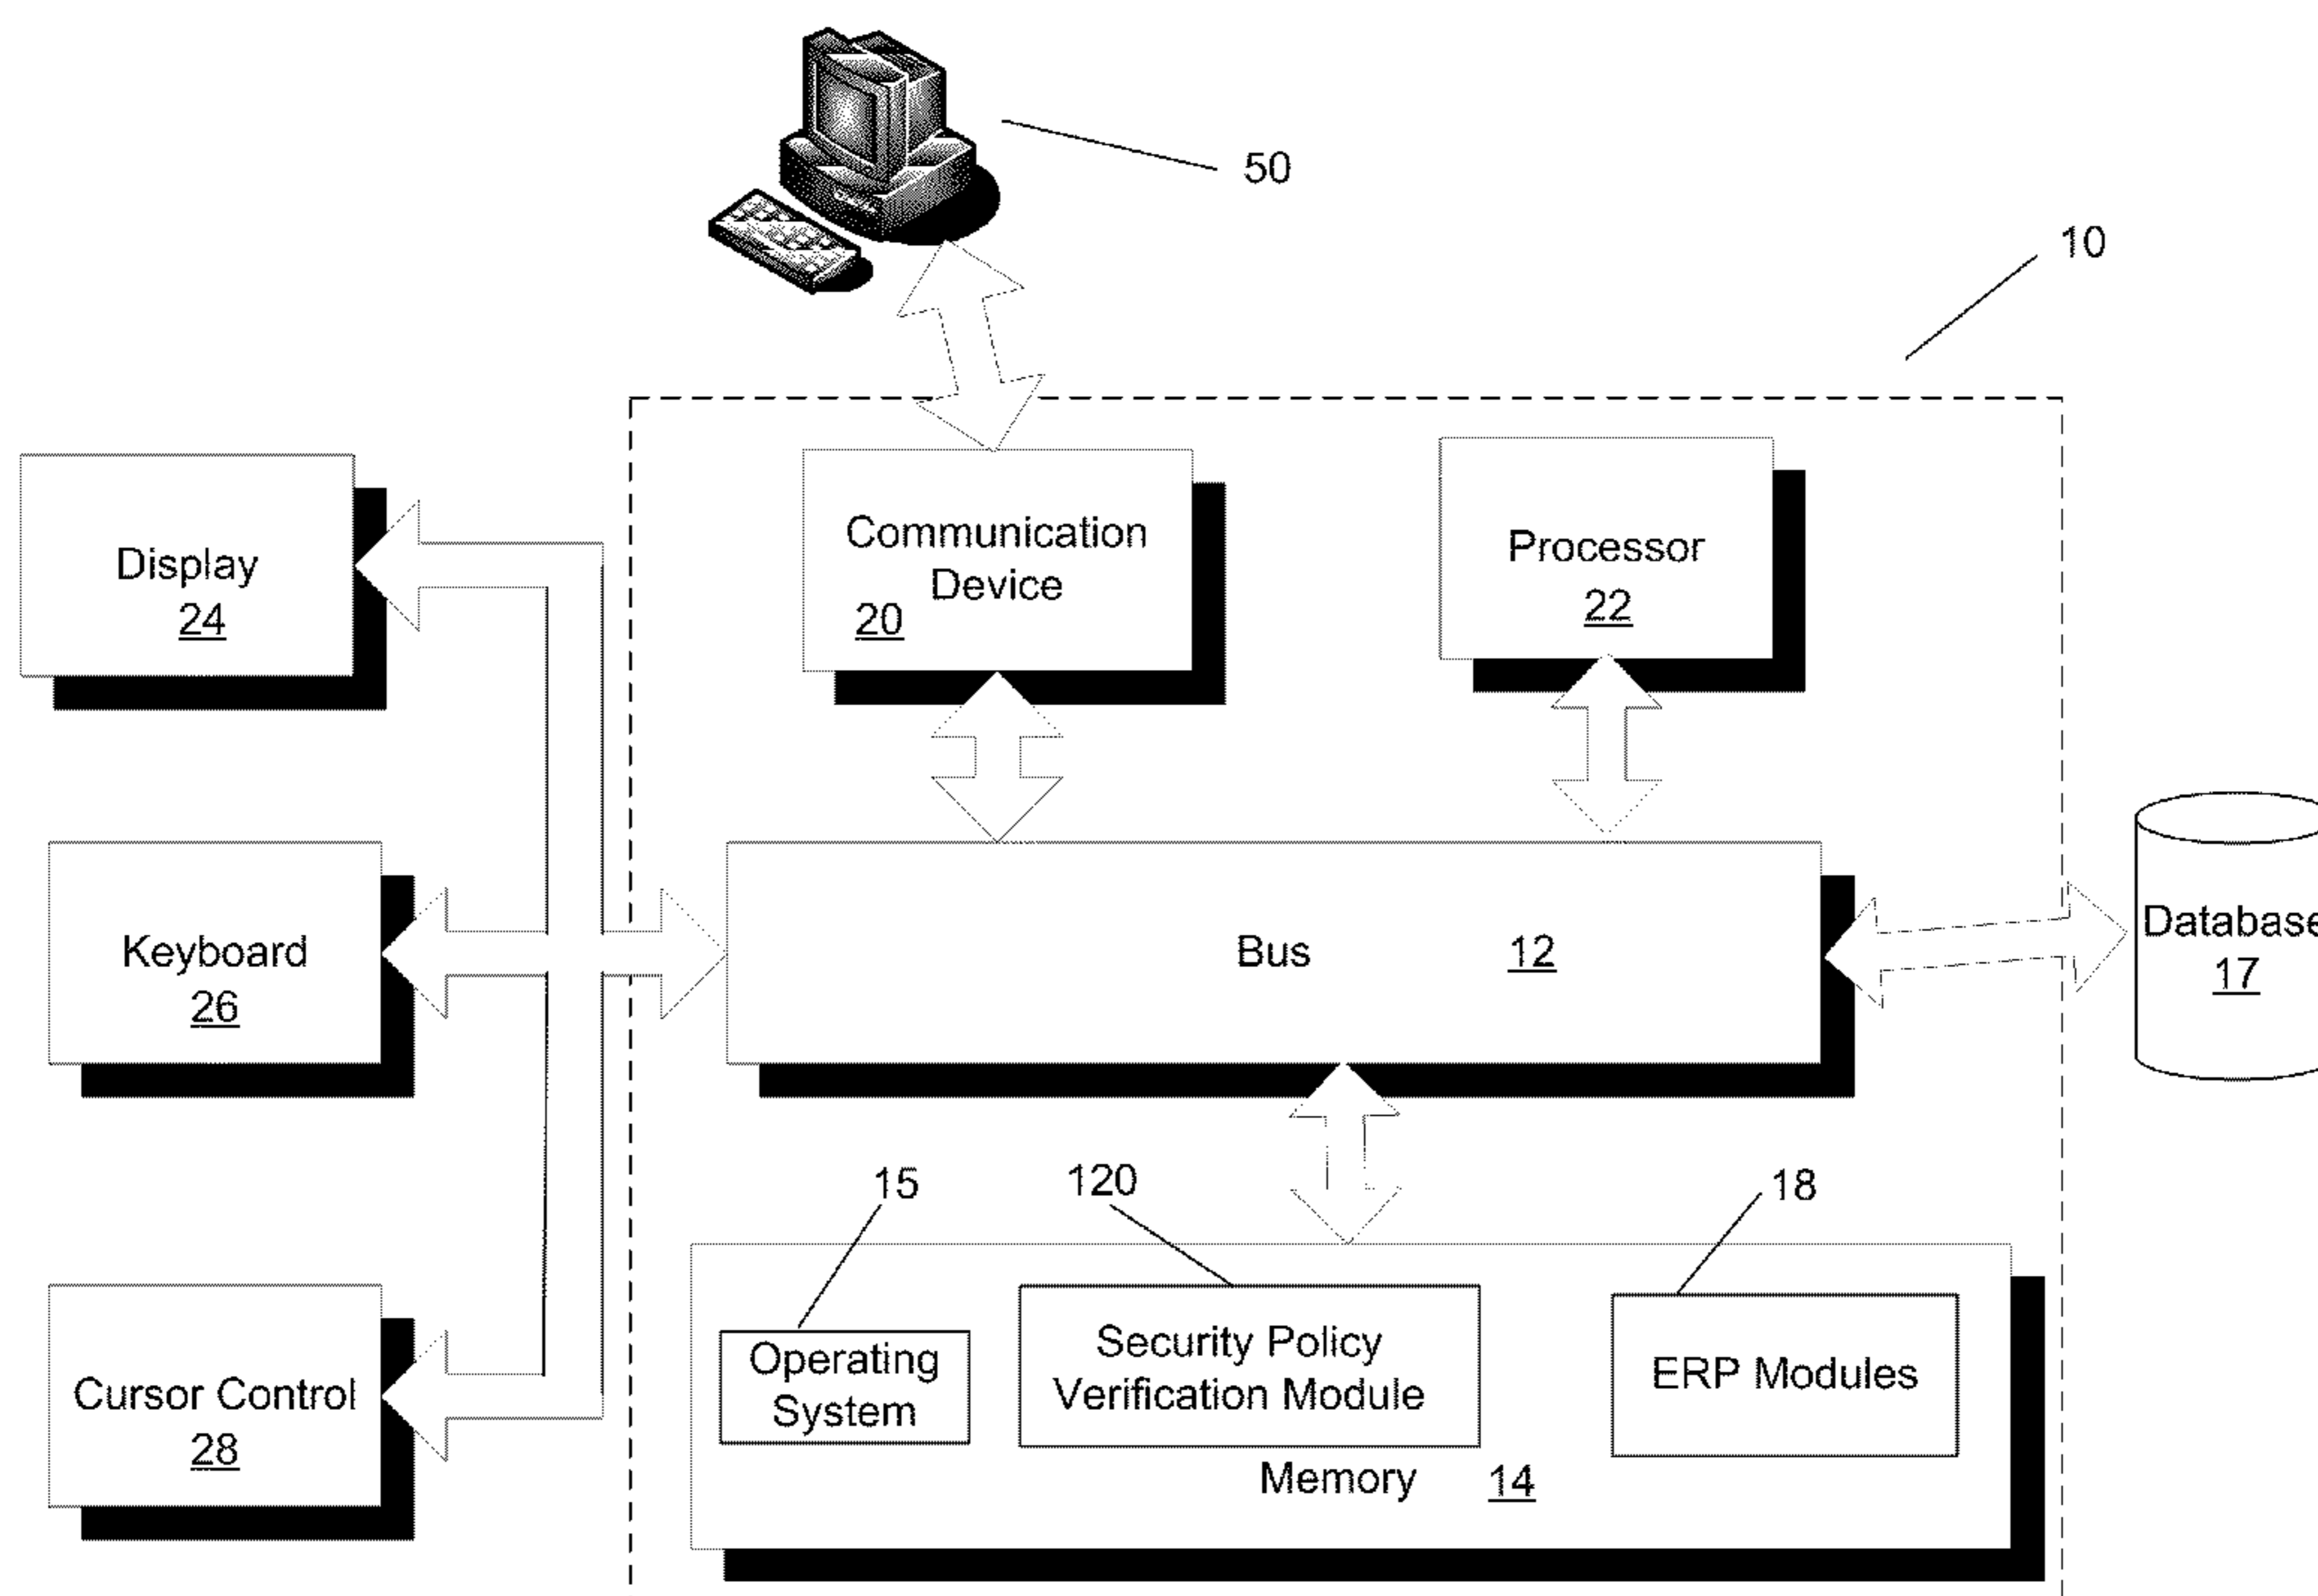 50
10
Display
24
Communication
Device
20
Processor
22
Keyboard
26
Bus 12
Database
17
15
120
18
Cursor Control
28
Operating
System
Security Policy
Verification Module
ERP Modules
Memory 14